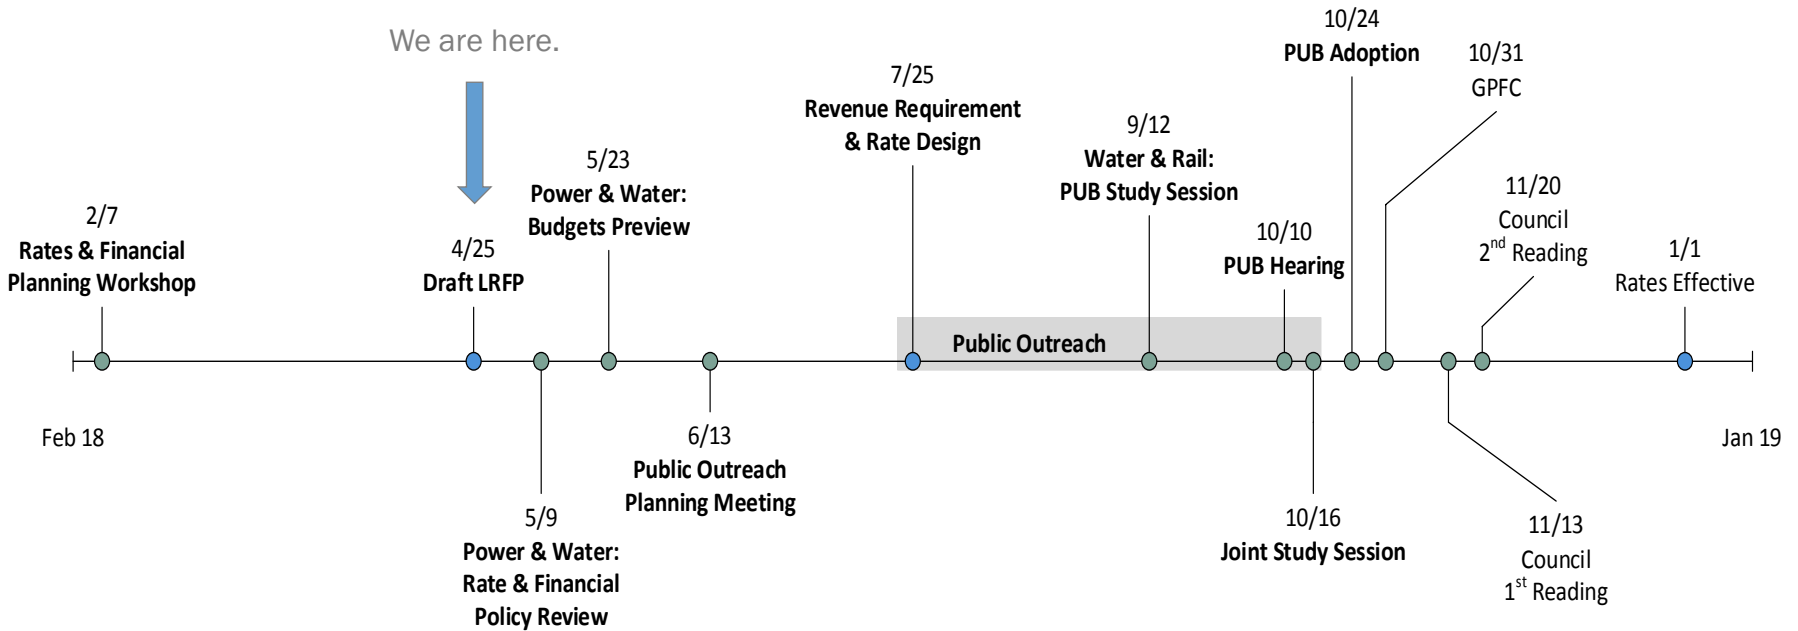 We are here.
2/7
Rates & Financial
Planning Workshop
4/25
Draft LRFP
5/23
Power & Water:
Budgets Preview
7/25
Revenue Requirement
& Rate Design
9/12
Water & Rail:
PUB Study Session
10/10
PUB Hearing
10/24
PUB Adoption
10/31
GPFC
11/20
Council
2nd Reading
1/1
Rates Effective
Public Outreach
Feb 18
Jan 19
5/9
Power & Water:
Rate & Financial
Policy Review
6/13
Public Outreach
Planning Meeting
10/16
Joint Study Session
11/13
Council
1st Reading